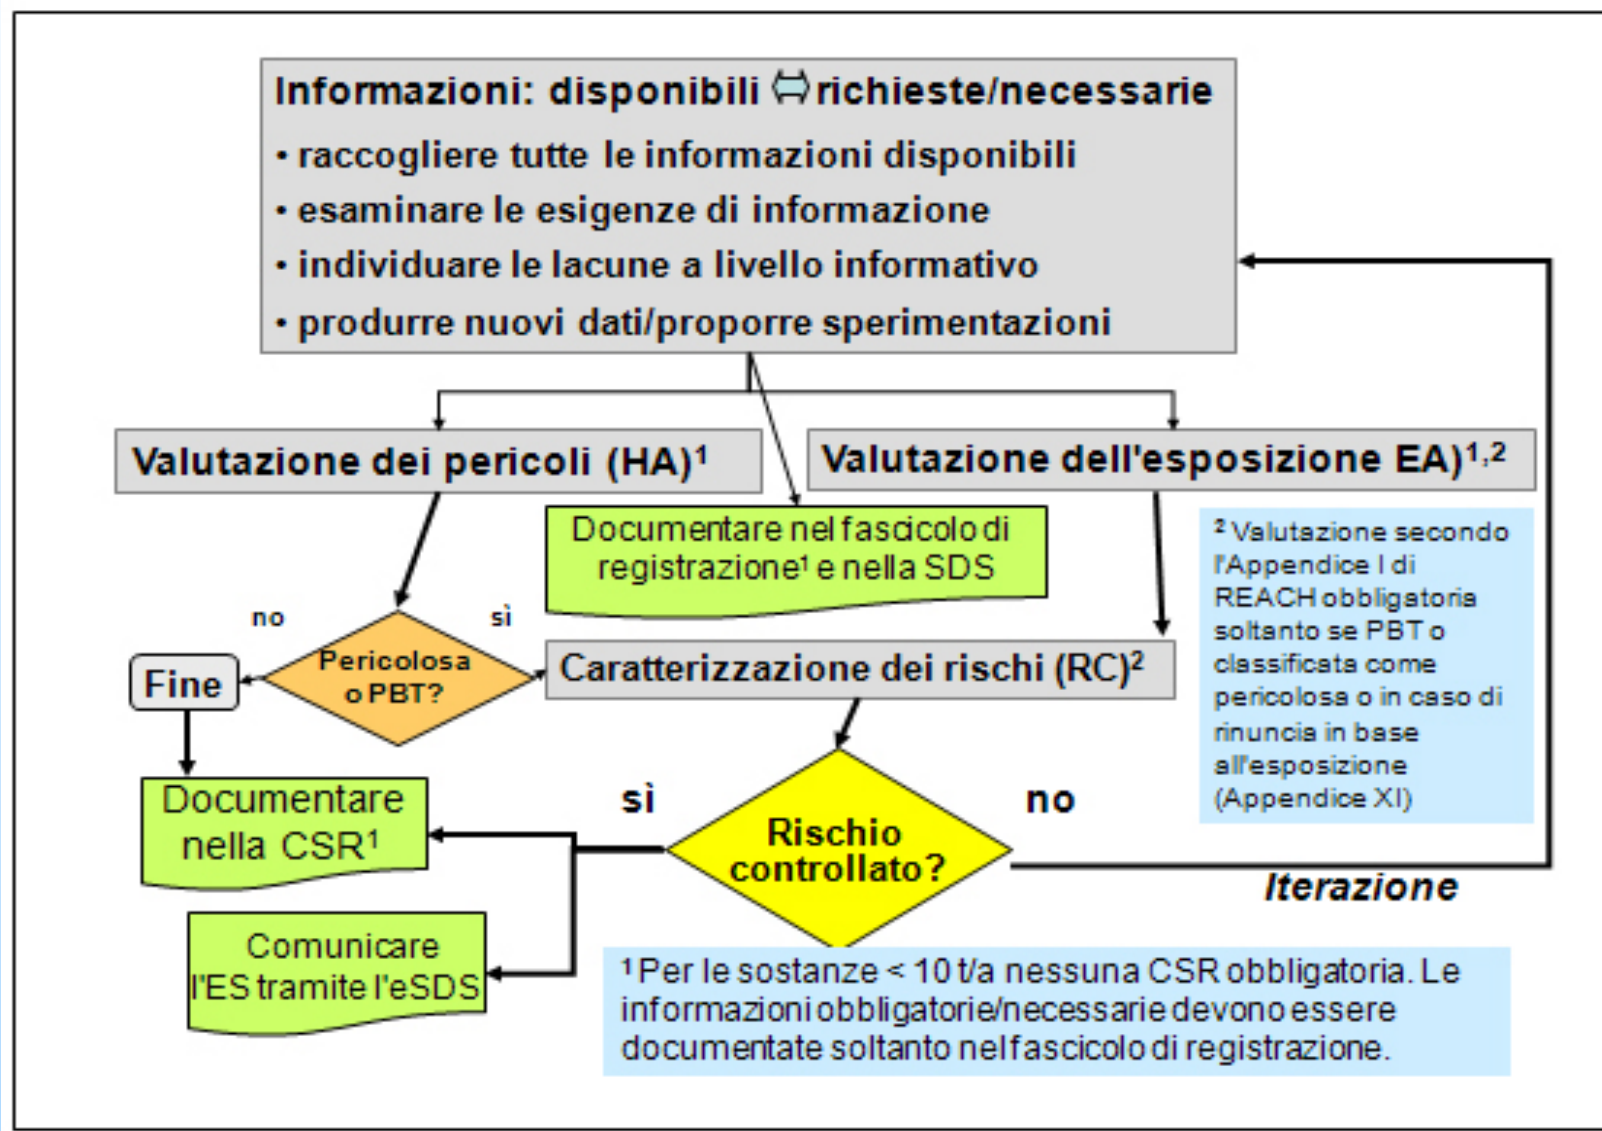 Informazioni: disponibili ⇔ richieste/necessarie
• raccogliere tutte le informazioni disponibili
• esaminare le esigenze di informazione
• individuare le lacune a livello informativo
• produrre nuovi dati/proporre sperimentazioni
Valutazione dei pericoli (HA)¹
Valutazione dell'esposizione EA)¹,²
Documentare nel fascicolo di
registrazione¹ e nella SDS
² Valutazione secondo
l'Appendice I di
REACH obbligatoria
soltanto se PBT o
classificata come
pericolosa o in caso di
rinuncia in base
all'esposizione
(Appendice XI)
no
sì
Pericolosa
o PBT?
Fine
Caratterizzazione dei rischi (RC)²
Documentare
nella CSR¹
sì
no
Rischio
controllato?
Iterazione
Comunicare
l'ES tramite l'eSDS
¹ Per le sostanze < 10 t/a nessuna CSR obbligatoria. Le
informazioni obbligatorie/necessarie devono essere
documentate soltanto nel fascicolo di registrazione.